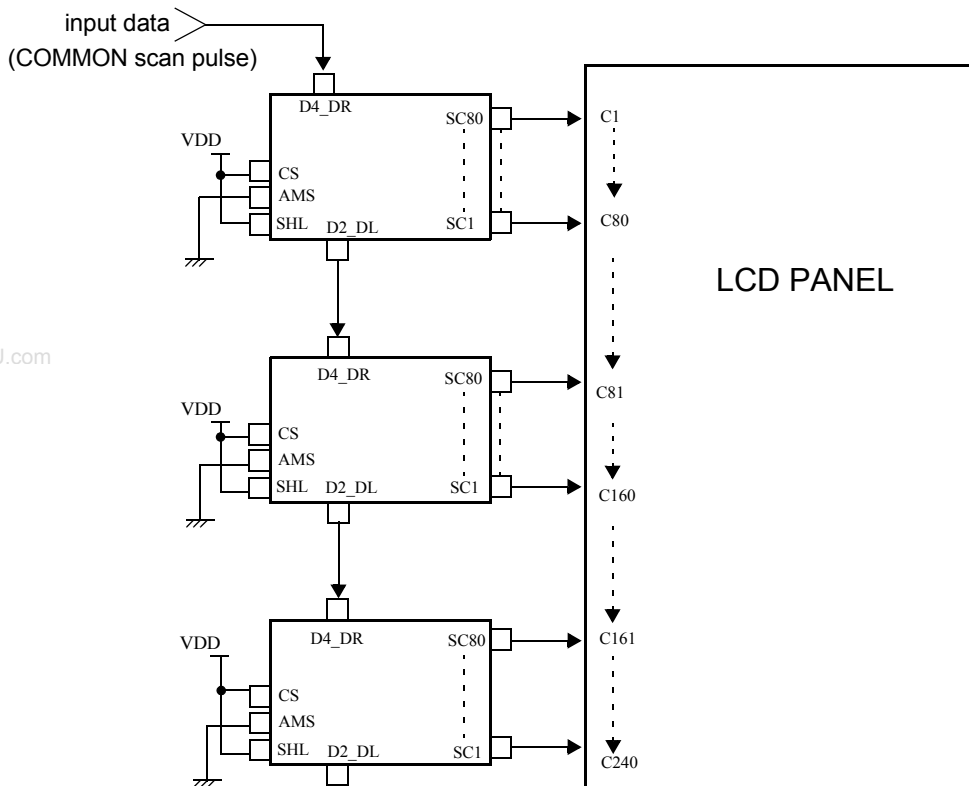 input data
(COMMON scan pulse)
D4_DR
SC80
C1
VDD
CS
AMS
SHL
D2_DL
SC1
C80
LCD PANEL
J.com
D4_DR
SC80
C81
VDD
CS
AMS
SHL
D2_DL
SC1
C160
D4_DR
SC80
C161
VDD
CS
AMS
SHL
D2_DL
SC1
C240